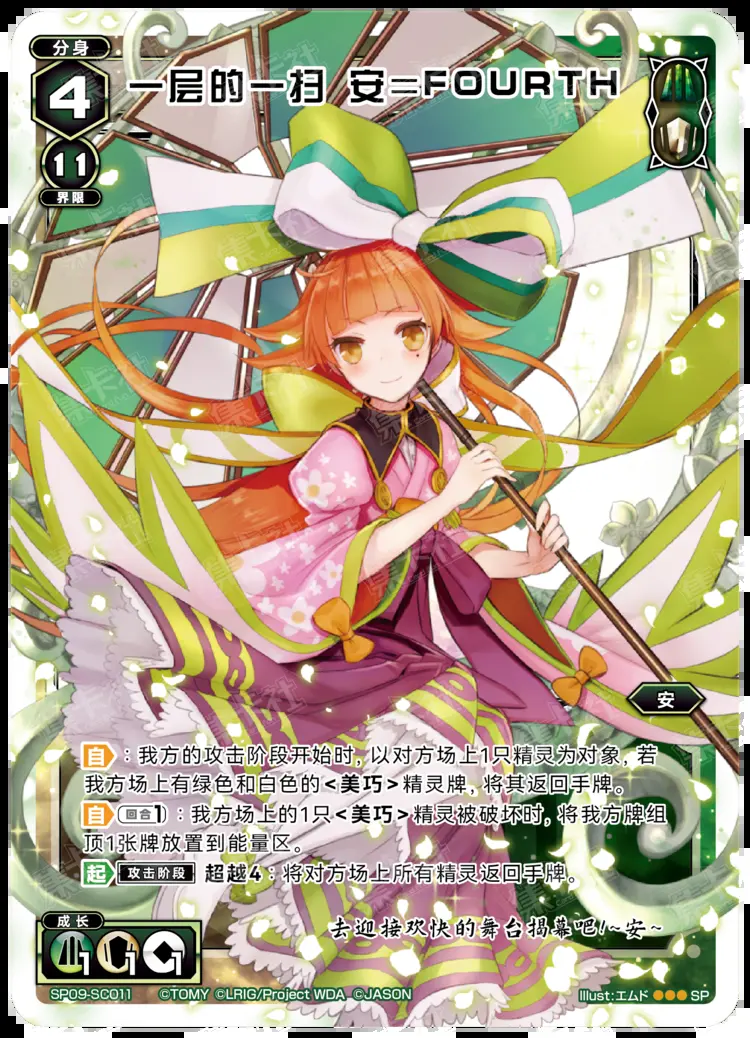 分身
4
一层的一扫 安=FOURTH
11
界限
安
自：我方的攻击阶段开始时，以对方场上1只精灵为对象，若
我方场上有绿色和白色的<美巧>精灵牌，将其返回手牌。
自 回合1：我方场上的1只<美巧>精灵被破坏时，将我方牌组
顶1张牌放置到能量区。
起 攻击阶段 超越4：将对方场上所有精灵返回手牌。
去迎接欢快的舞台揭幕吧！~安~
成长
1 1 1
SP09-SC011 ©TOMY ©LRIG/Project WDA ©JASON Illust:エムド SP
集卡社